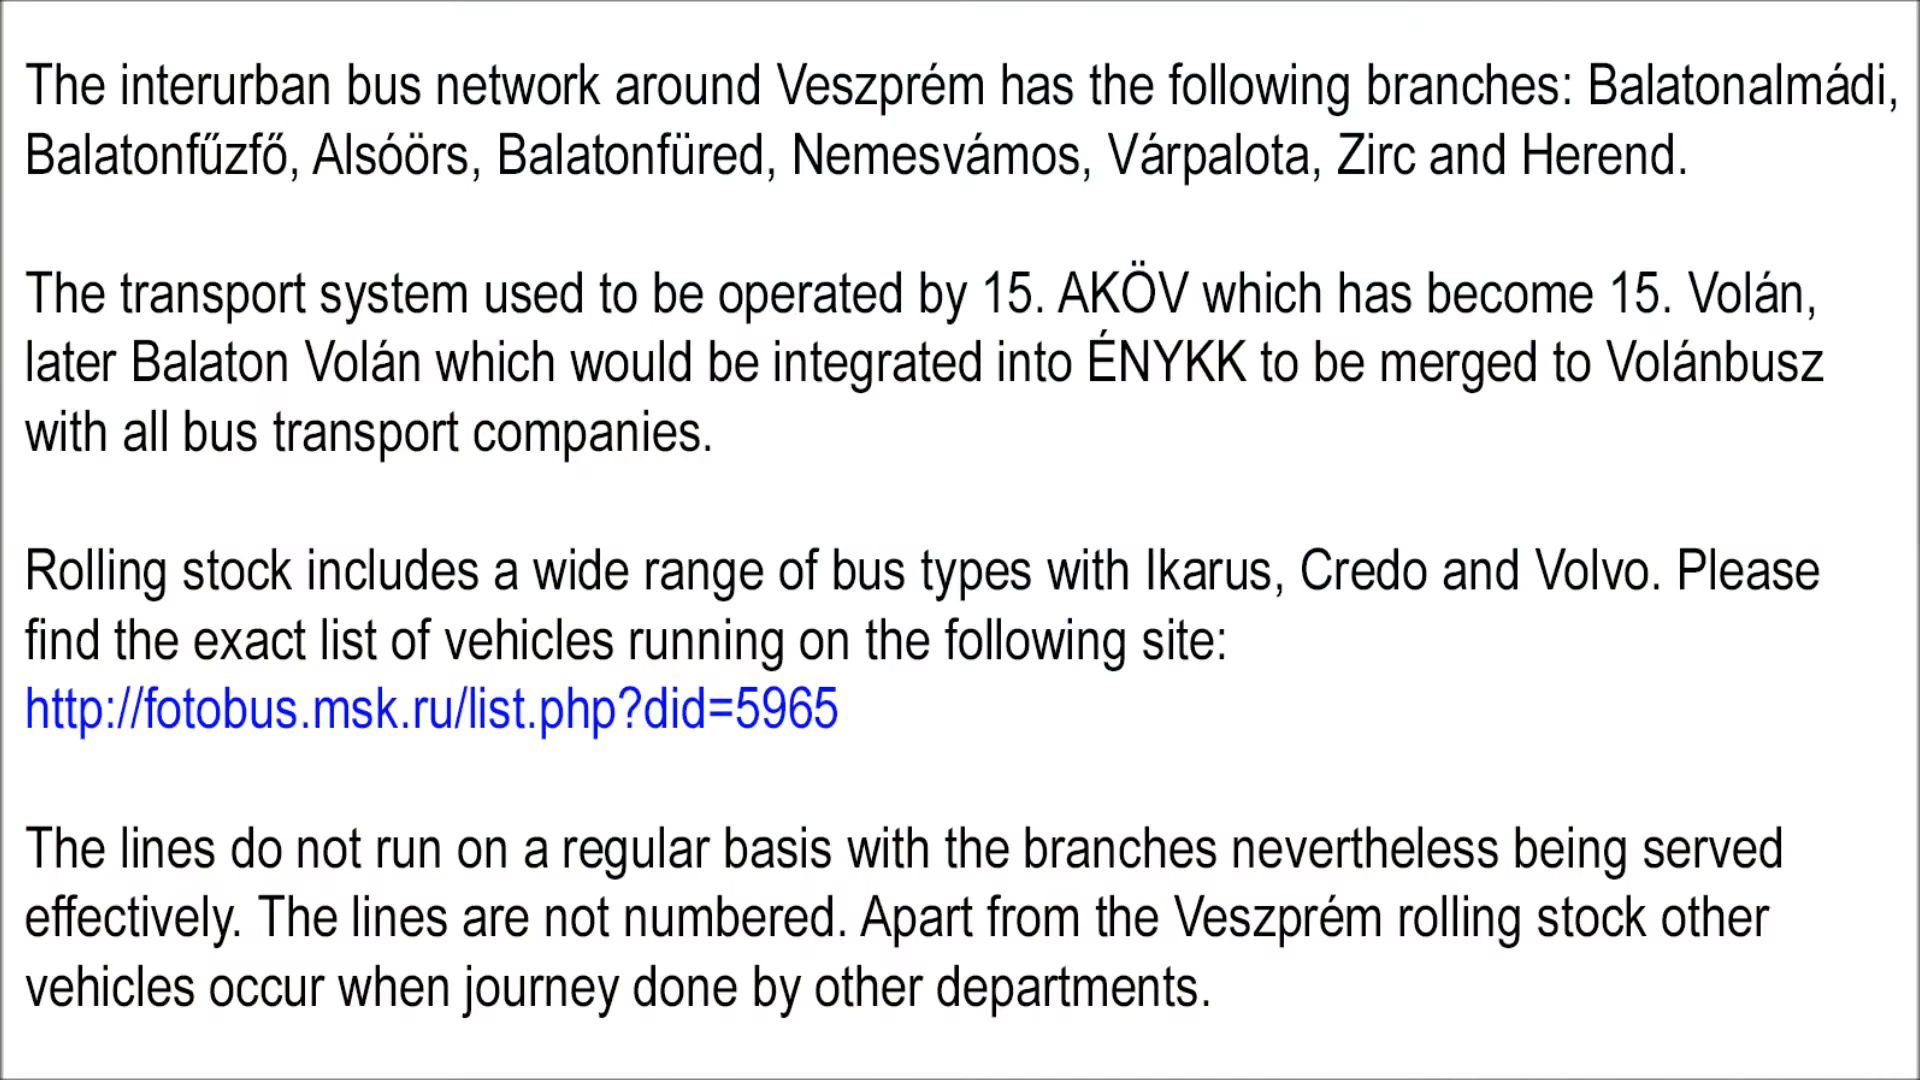 The interurban bus network around Veszprém has the following branches: Balatonalmádi,
Balatonfűzfő, Alsóörs, Balatonfüred, Nemesvámos, Várpalota, Zirc and Herend.
The transport system used to be operated by 15. AKÖV which has become 15. Volán,
later Balaton Volán which would be integrated into ÉNYKK to be merged to Volánbusz
with all bus transport companies.
Rolling stock includes a wide range of bus types with Ikarus, Credo and Volvo. Please
find the exact list of vehicles running on the following site:
http://fotobus.msk.ru/list.php?did=5965
The lines do not run on a regular basis with the branches nevertheless being served
effectively. The lines are not numbered. Apart from the Veszprém rolling stock other
vehicles occur when journey done by other departments.